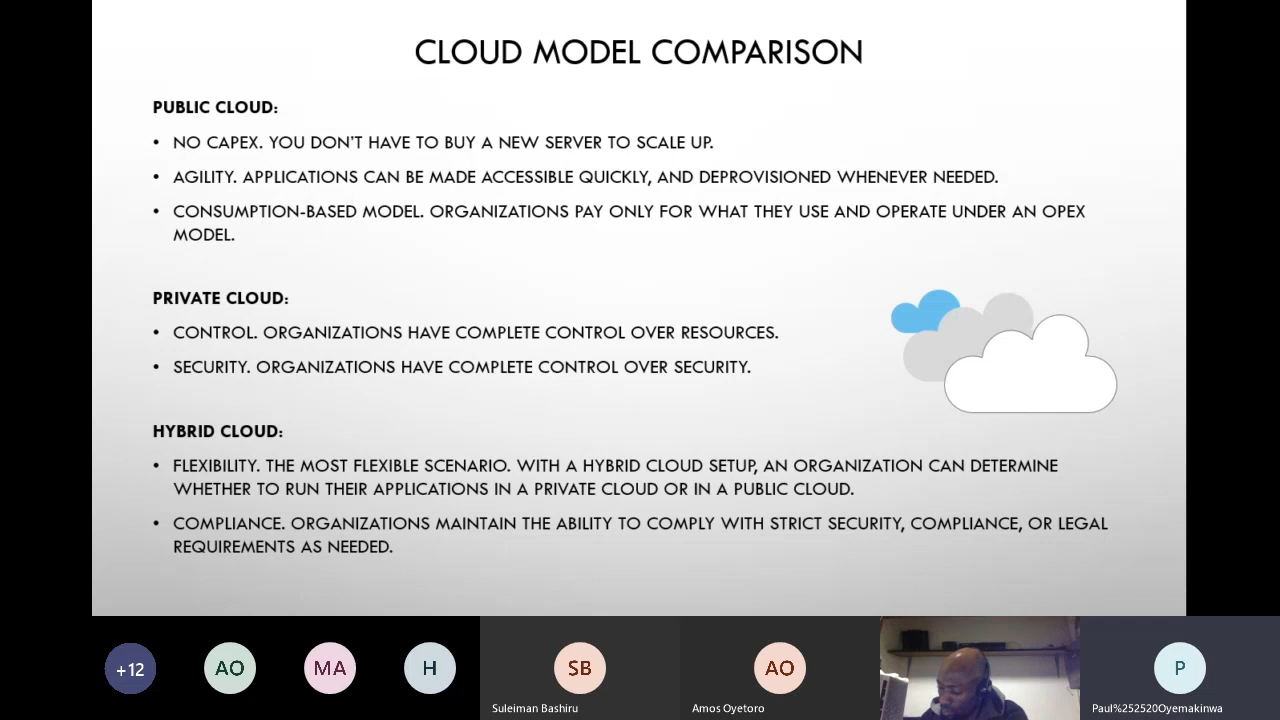 CLOUD MODEL COMPARISON
PUBLIC CLOUD:
• NO CAPEX. YOU DON'T HAVE TO BUY A NEW SERVER TO SCALE UP.
• AGILITY. APPLICATIONS CAN BE MADE ACCESSIBLE QUICKLY, AND DEPROVISIONED WHENEVER NEEDED.
• CONSUMPTION-BASED MODEL. ORGANIZATIONS PAY ONLY FOR WHAT THEY USE AND OPERATE UNDER AN OPEX
MODEL.
PRIVATE CLOUD:
• CONTROL. ORGANIZATIONS HAVE COMPLETE CONTROL OVER RESOURCES.
• SECURITY. ORGANIZATIONS HAVE COMPLETE CONTROL OVER SECURITY.
HYBRID CLOUD:
• FLEXIBILITY. THE MOST FLEXIBLE SCENARIO. WITH A HYBRID CLOUD SETUP, AN ORGANIZATION CAN DETERMINE
WHETHER TO RUN THEIR APPLICATIONS IN A PRIVATE CLOUD OR IN A PUBLIC CLOUD.
• COMPLIANCE. ORGANIZATIONS MAINTAIN THE ABILITY TO COMPLY WITH STRICT SECURITY, COMPLIANCE, OR LEGAL
REQUIREMENTS AS NEEDED.
+12 AO MA H SB AO P
Suleiman Bashiru Amos Oyetoro Paul%252520Oyemakinwa